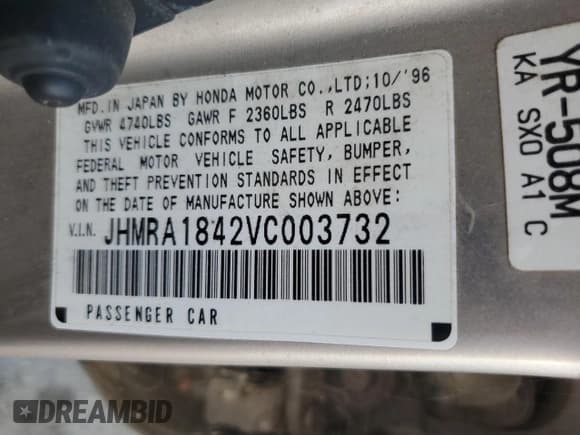 MFD. IN JAPAN BY HONDA MOTOR CO., LTD; 10/'96
GVWR 4740LBS GAWR F 2360LBS R 2470LBS
THIS VEHICLE CONFORMS TO ALL APPLICABLE
FEDERAL MOTOR VEHICLE SAFETY, BUMPER,
AND THEFT PREVENTION STANDARDS IN EFFECT
ON THE DATE OF MANUFACTURE SHOWN ABOVE:
V.I.N. JHMRA1842VC003732
PASSENGER CAR
YR-508M
KA SX0 A1 C
DREAMBID